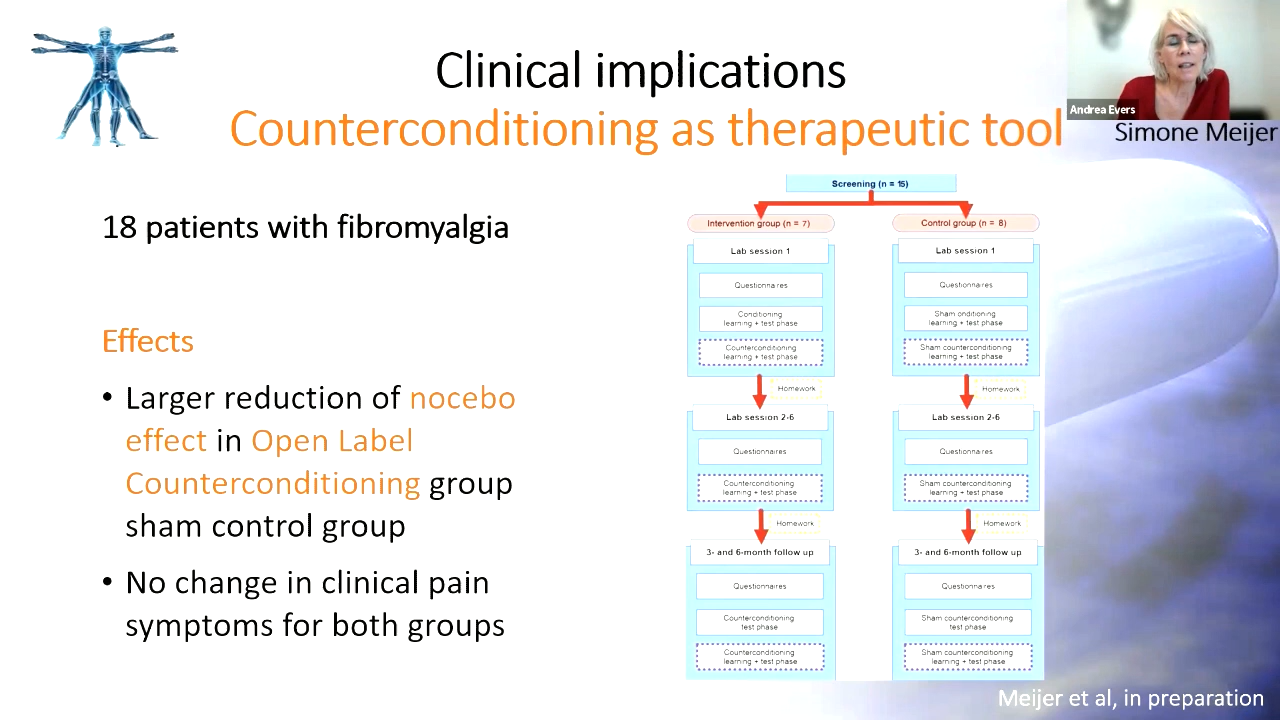 Clinical implications
Counterconditioning as therapeutic tool
Andrea Evers
Simone Meijer
18 patients with fibromyalgia
Effects
• Larger reduction of nocebo
effect in Open Label
Counterconditioning group
sham control group
• No change in clinical pain
symptoms for both groups
Screening (n = 15)
Intervention group (n = 7)
Lab session 1
Questionnaires
Conditioning
learning + test phase
Counterconditioning
learning + test phase
Homework
Lab session 2-6
Questionnaires
Counterconditioning
learning + test phase
Homework
3- and 6-month follow up
Questionnaires
Counterconditioning
test phase
Counterconditioning
learning + test phase
Control group (n = 8)
Lab session 1
Questionnaires
Sham onditioning
learning + test phase
Sham counterconditioning
learning + test phase
Homework
Lab session 2-6
Questionnaires
Sham counterconditioning
learning + test phase
Homework
3- and 6-month follow up
Questionnaires
Sham counterconditioning
test phase
Sham counterconditioning
learning + test phase
Meijer et al, in preparation